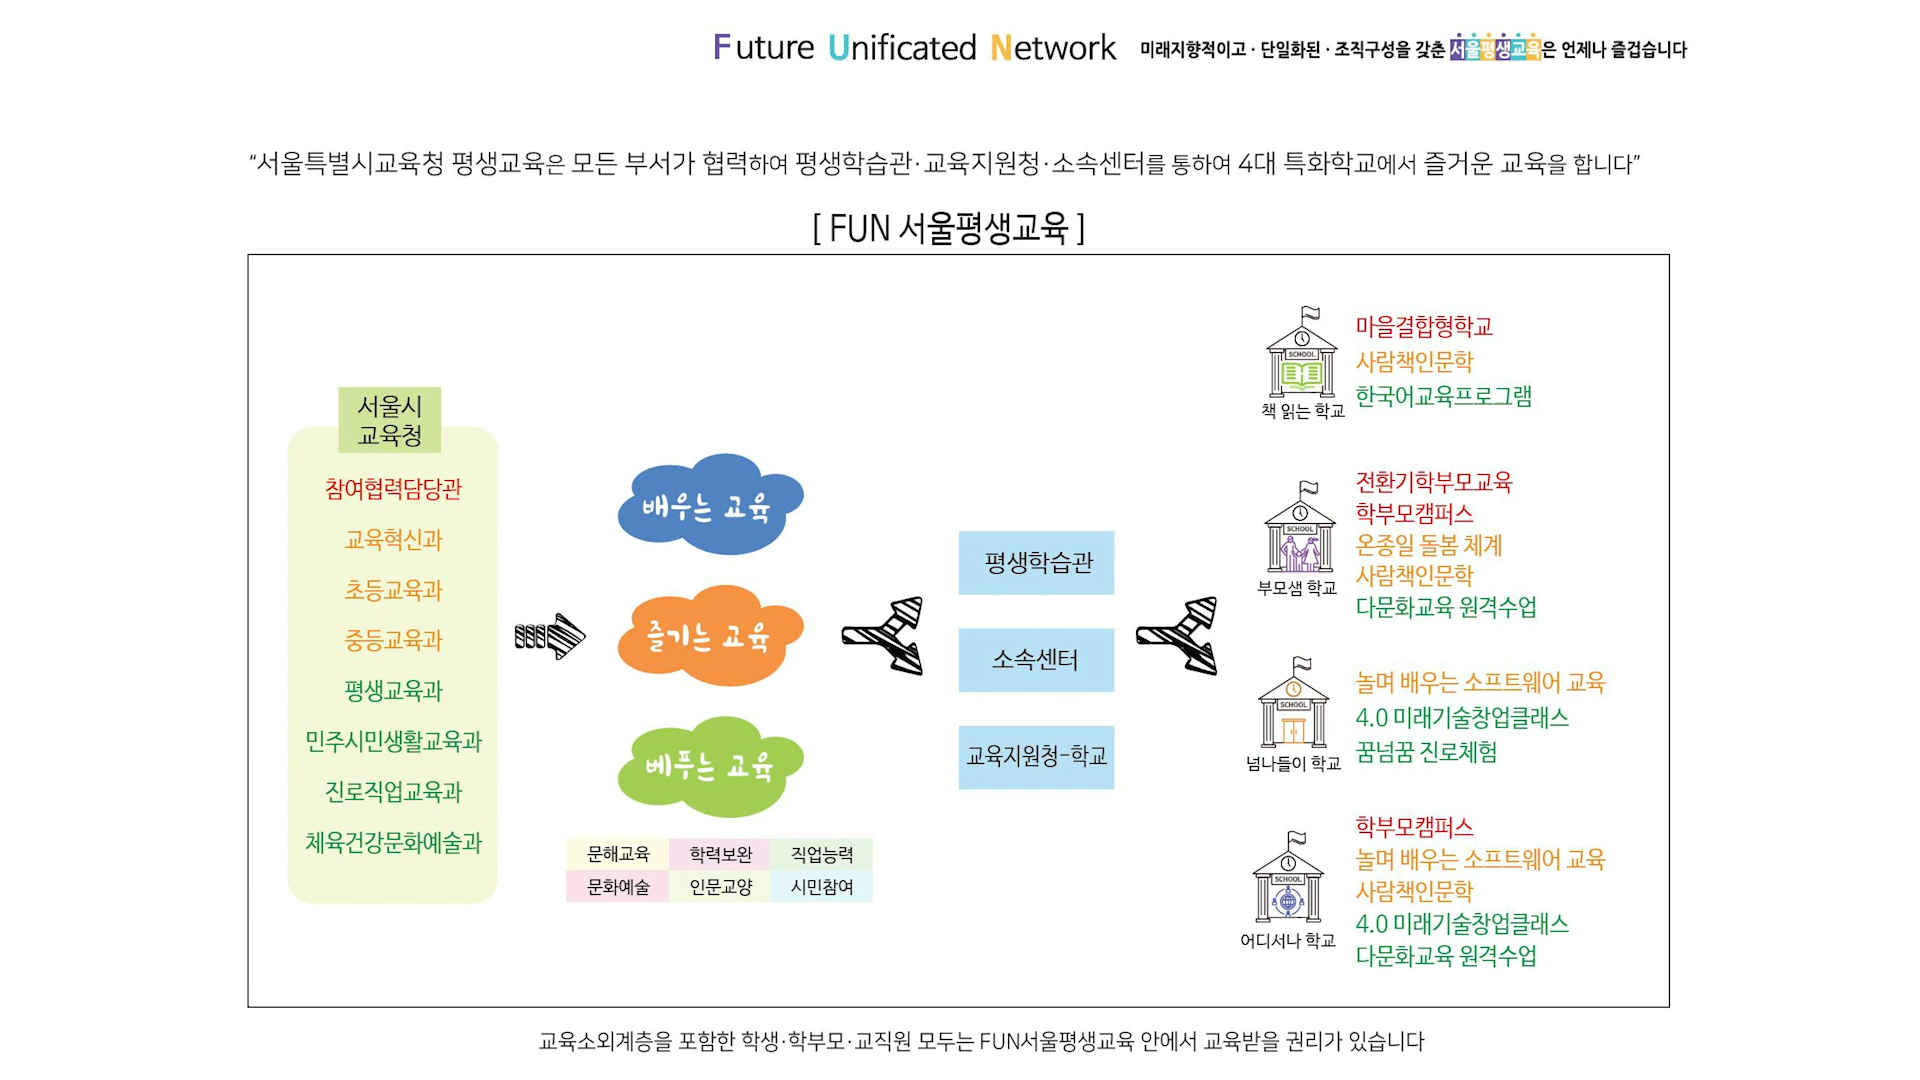 Future Unificated Network 미래지향적이고 · 단일화된 · 조직구성을 갖춘 서울평생교육은 언제나 즐겁습니다
“서울특별시교육청 평생교육은 모든 부서가 협력하여 평생학습관·교육지원청·소속센터를 통하여 4대 특화학교에서 즐거운 교육을 합니다”
[ FUN 서울평생교육 ]
서울시
교육청
참여협력담당관
교육혁신과
초등교육과
중등교육과
평생교육과
민주시민생활교육과
진로직업교육과
체육건강문화예술과
배우는 교육
즐기는 교육
베푸는 교육
문해교육 학력보완 직업능력
문화예술 인문교양 시민참여
평생학습관
소속센터
교육지원청-학교
SCHOOL
책 읽는 학교
마을결합형학교
사람책인문학
한국어교육프로그램
SCHOOL
부모샘 학교
전환기학부모교육
학부모캠퍼스
온종일 돌봄 체계
사람책인문학
다문화교육 원격수업
SCHOOL
넘나들이 학교
놀며 배우는 소프트웨어 교육
4.0 미래기술창업클래스
꿈넘꿈 진로체험
SCHOOL
어디서나 학교
학부모캠퍼스
놀며 배우는 소프트웨어 교육
사람책인문학
4.0 미래기술창업클래스
다문화교육 원격수업
교육소외계층을 포함한 학생·학부모·교직원 모두는 FUN서울평생교육 안에서 교육받을 권리가 있습니다